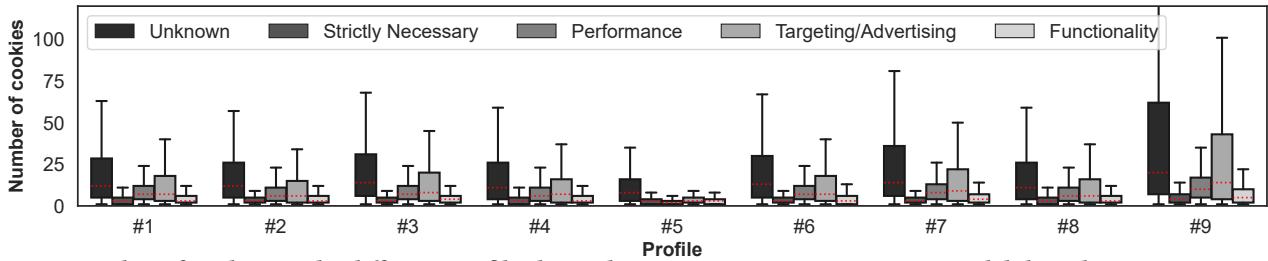 Number of cookies
100
75
50
25
0
Unknown
Strictly Necessary
Performance
Targeting/Advertising
Functionality
#1 #2 #3 #4 #5 #6 #7 #8 #9
Profile